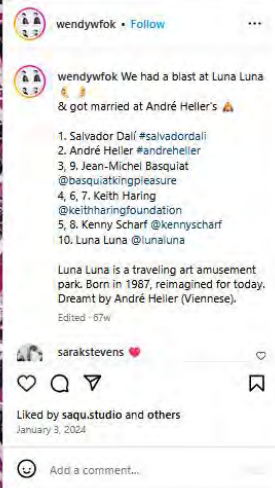 wendywfok • Follow
wendywfok We had a blast at Luna Luna
& got married at André Heller's
1. Salvador Dalí #salvadordali
2. André Heller #andreheller
3, 9. Jean-Michel Basquiat
@basquiatkingpleasure
4, 6, 7. Keith Haring
@keithharingfoundation
5, 8. Kenny Scharf @kennyscharf
10. Luna Luna @lunaluna
Luna Luna is a traveling art amusement
park. Born in 1987, reimagined for today.
Dreamt by André Heller (Viennese).
Edited · 67w
sarakstevens ❤️
Liked by saqu.studio and others
January 3, 2024
Add a comment...